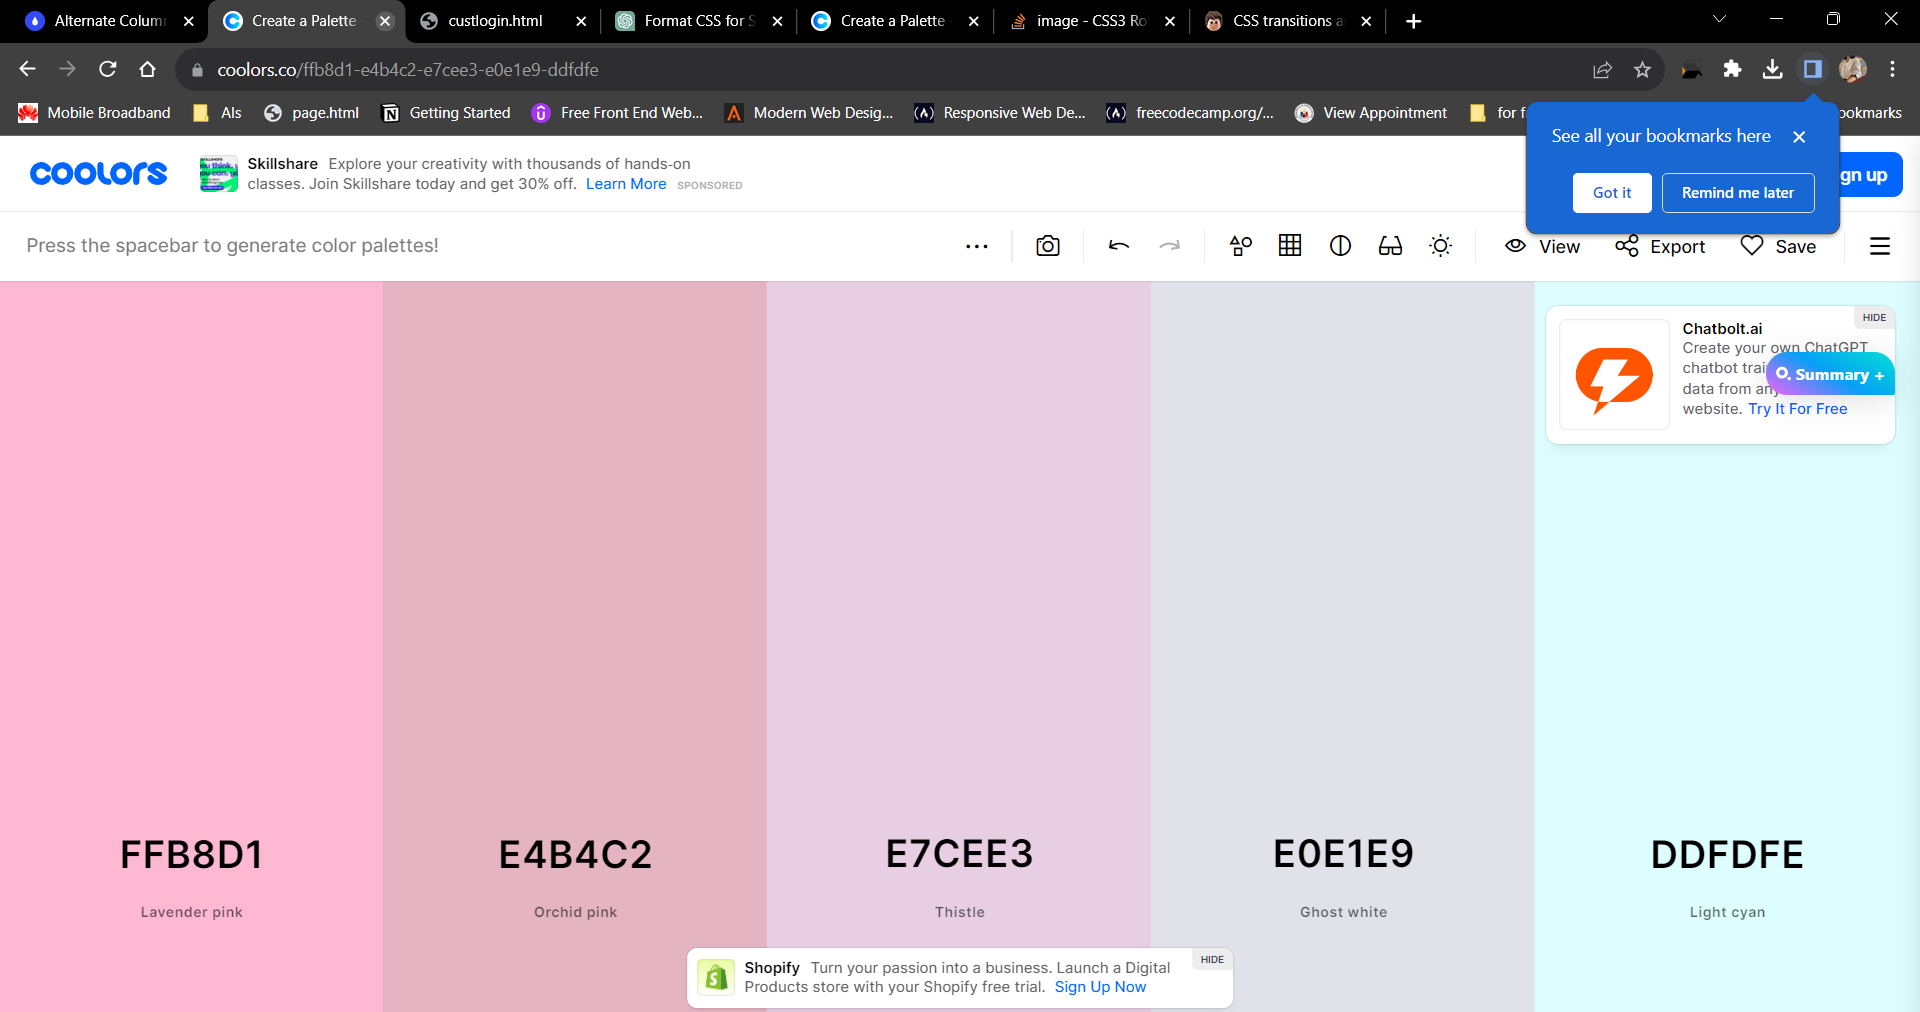 Alternate Colum
Create a Palette
custlogin.html
Format CSS for S
Create a Palette
image - CSS3 Ro
CSS transitions a
coolors.co/ffb8d1-e4b4c2-e7cee3-e0e1e9-ddfdfe
Mobile Broadband
AIs
page.html
Getting Started
Free Front End Web...
Modern Web Desig...
Responsive Web De...
freecodecamp.org/...
View Appointment
for f
ookmarks
See all your bookmarks here
Got it
Remind me later
coolors
Skillshare Explore your creativity with thousands of hands-on
classes. Join Skillshare today and get 30% off. Learn More SPONSORED
gn up
Press the spacebar to generate color palettes!
View
Export
Save
HIDE
Chatbolt.ai
Create your own ChatGPT
chatbot trai
data from an
website. Try It For Free
Summary +
FFB8D1
Lavender pink
E4B4C2
Orchid pink
E7CEE3
Thistle
E0E1E9
Ghost white
DDFDFE
Light cyan
HIDE
Shopify Turn your passion into a business. Launch a Digital
Products store with your Shopify free trial. Sign Up Now